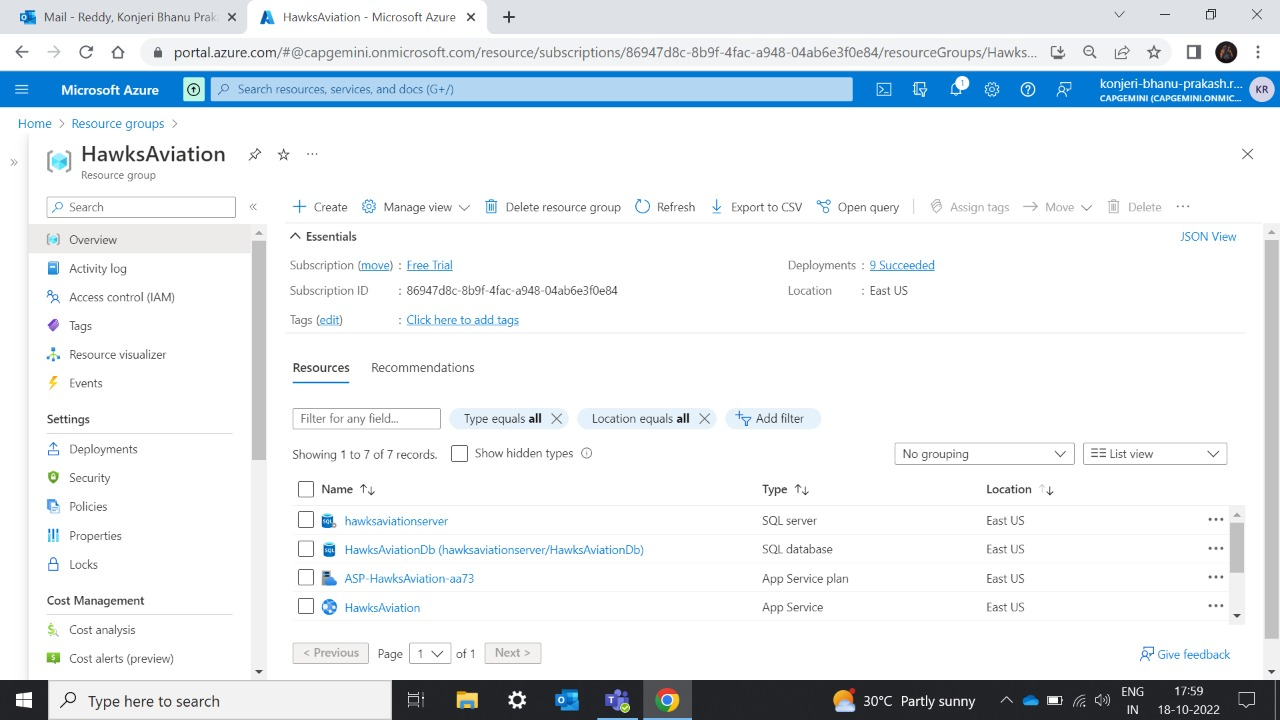 Mail - Reddy, Konjeri Bhanu Prak
HawksAviation - Microsoft Azure
portal.azure.com/#@capgemini.onmicrosoft.com/resource/subscriptions/86947d8c-8b9f-4fac-a948-04ab6e3f0e84/resourceGroups/Hawks...
Microsoft Azure
Search resources, services, and docs (G+/)
1
konjeri-bhanu-prakash.r...
CAPGEMINI (CAPGEMINI.ONMIC...
KR
Home > Resource groups >
HawksAviation
Resource group
Search
Create
Manage view
Delete resource group
Refresh
Export to CSV
Open query
Assign tags
Move
Delete
Overview
Activity log
Access control (IAM)
Tags
Resource visualizer
Events
Settings
Deployments
Security
Policies
Properties
Locks
Cost Management
Cost analysis
Cost alerts (preview)
Essentials
JSON View
Subscription (move) : Free Trial
Deployments : 9 Succeeded
Subscription ID : 86947d8c-8b9f-4fac-a948-04ab6e3f0e84
Location : East US
Tags (edit) : Click here to add tags
Resources
Recommendations
Filter for any field...
Type equals all
Location equals all
Add filter
Showing 1 to 7 of 7 records.
Show hidden types
No grouping
List view
Name
Type
Location
hawksaviationserver
SQL server
East US
HawksAviationDb (hawksaviationserver/HawksAviationDb)
SQL database
East US
ASP-HawksAviation-aa73
App Service plan
East US
HawksAviation
App Service
East US
< Previous
Page 1 of 1
Next >
Give feedback
Type here to search
30°C Partly sunny
ENG
IN
17:59
18-10-2022